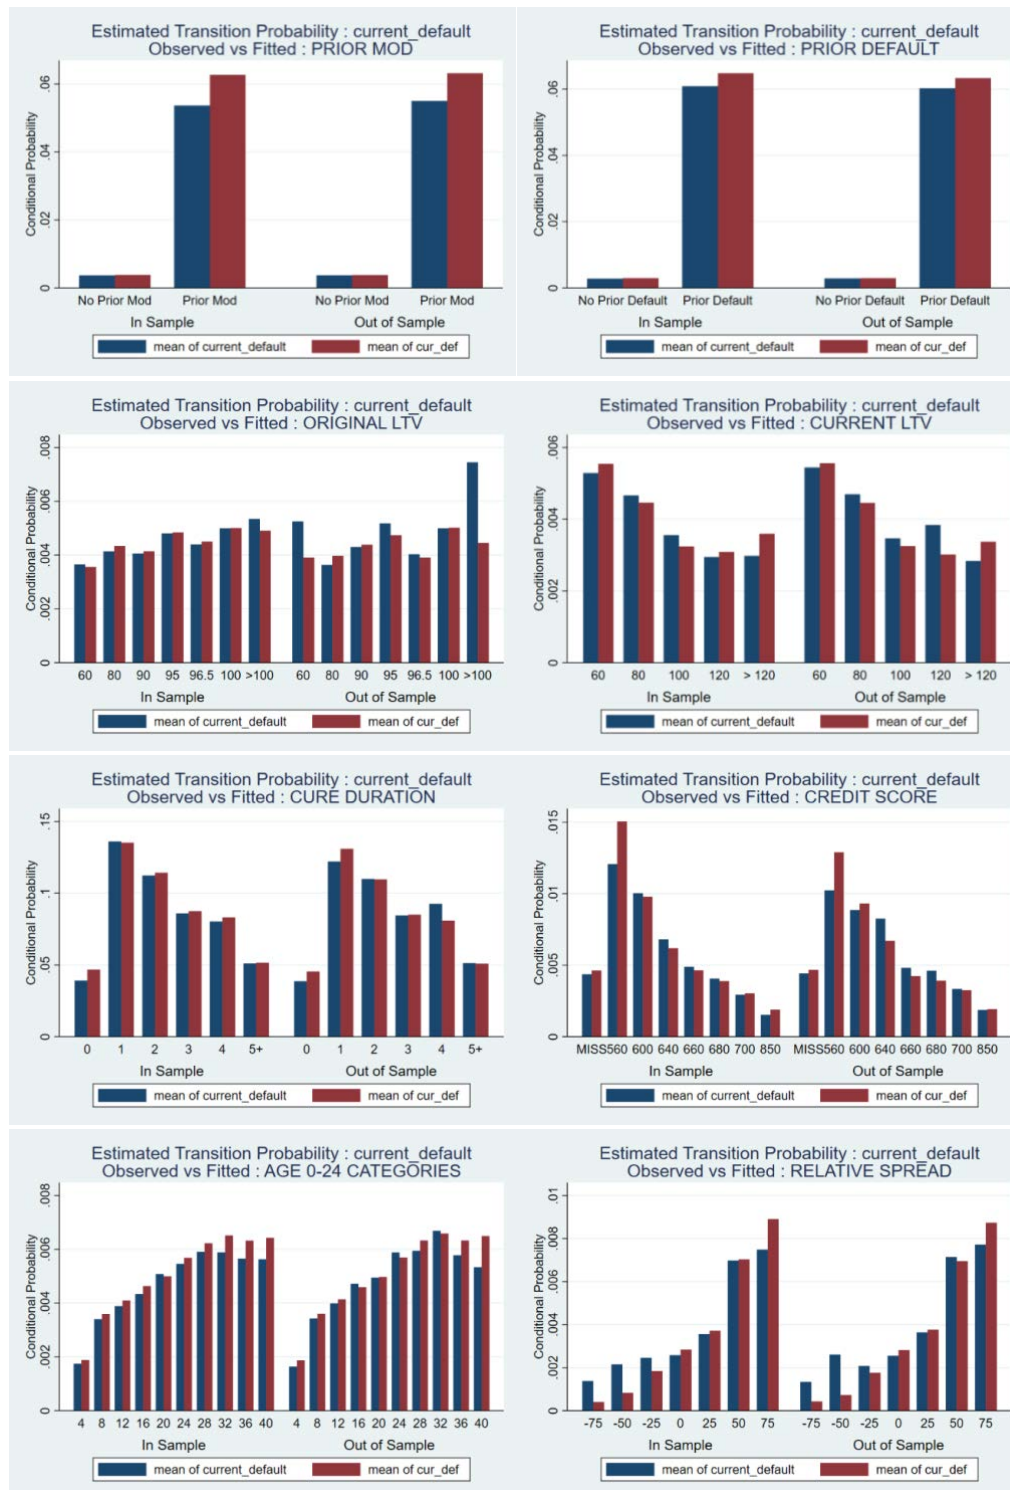 Estimated Transition Probability : current_default
Observed vs Fitted : PRIOR MOD
Conditional Probability
0 .02 .04 .06
No Prior Mod Prior Mod No Prior Mod Prior Mod
In Sample Out of Sample
mean of current_default mean of cur_def
Estimated Transition Probability : current_default
Observed vs Fitted : PRIOR DEFAULT
Conditional Probability
0 .02 .04 .06
No Prior Default Prior Default No Prior Default Prior Default
In Sample Out of Sample
mean of current_default mean of cur_def
Estimated Transition Probability : current_default
Observed vs Fitted : ORIGINAL LTV
Conditional Probability
0 .002 .004 .006 .008
60 80 90 95 96.5 100 >100 60 80 90 95 96.5 100 >100
In Sample Out of Sample
mean of current_default mean of cur_def
Estimated Transition Probability : current_default
Observed vs Fitted : CURRENT LTV
Conditional Probability
0 .002 .004 .006
60 80 100 120 > 120 60 80 100 120 > 120
In Sample Out of Sample
mean of current_default mean of cur_def
Estimated Transition Probability : current_default
Observed vs Fitted : CURE DURATION
Conditional Probability
0 .05 .1 .15
0 1 2 3 4 5+ 0 1 2 3 4 5+
In Sample Out of Sample
mean of current_default mean of cur_def
Estimated Transition Probability : current_default
Observed vs Fitted : CREDIT SCORE
Conditional Probability
0 .005 .01 .015
MISS560 600 640 660 680 700 850 MISS560 600 640 660 680 700 850
In Sample Out of Sample
mean of current_default mean of cur_def
Estimated Transition Probability : current_default
Observed vs Fitted : AGE 0-24 CATEGORIES
Conditional Probability
0 .002 .004 .006 .008
4 8 12 16 20 24 28 32 36 40 4 8 12 16 20 24 28 32 36 40
In Sample Out of Sample
mean of current_default mean of cur_def
Estimated Transition Probability : current_default
Observed vs Fitted : RELATIVE SPREAD
Conditional Probability
0 .002 .004 .006 .008 .01
-75 -50 -25 0 25 50 75 -75 -50 -25 0 25 50 75
In Sample Out of Sample
mean of current_default mean of cur_def